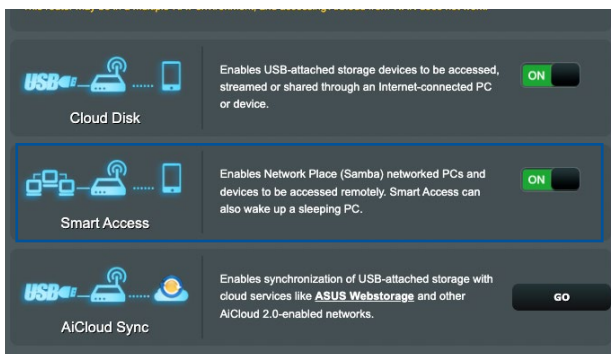 USB
Cloud Disk
Enables USB-attached storage devices to be accessed,
streamed or shared through an Internet-connected PC
or device.
ON
Smart Access
Enables Network Place (Samba) networked PCs and
devices to be accessed remotely. Smart Access can
also wake up a sleeping PC.
ON
USB
AiCloud Sync
Enables synchronization of USB-attached storage with
cloud services like ASUS Webstorage and other
AiCloud 2.0-enabled networks.
GO